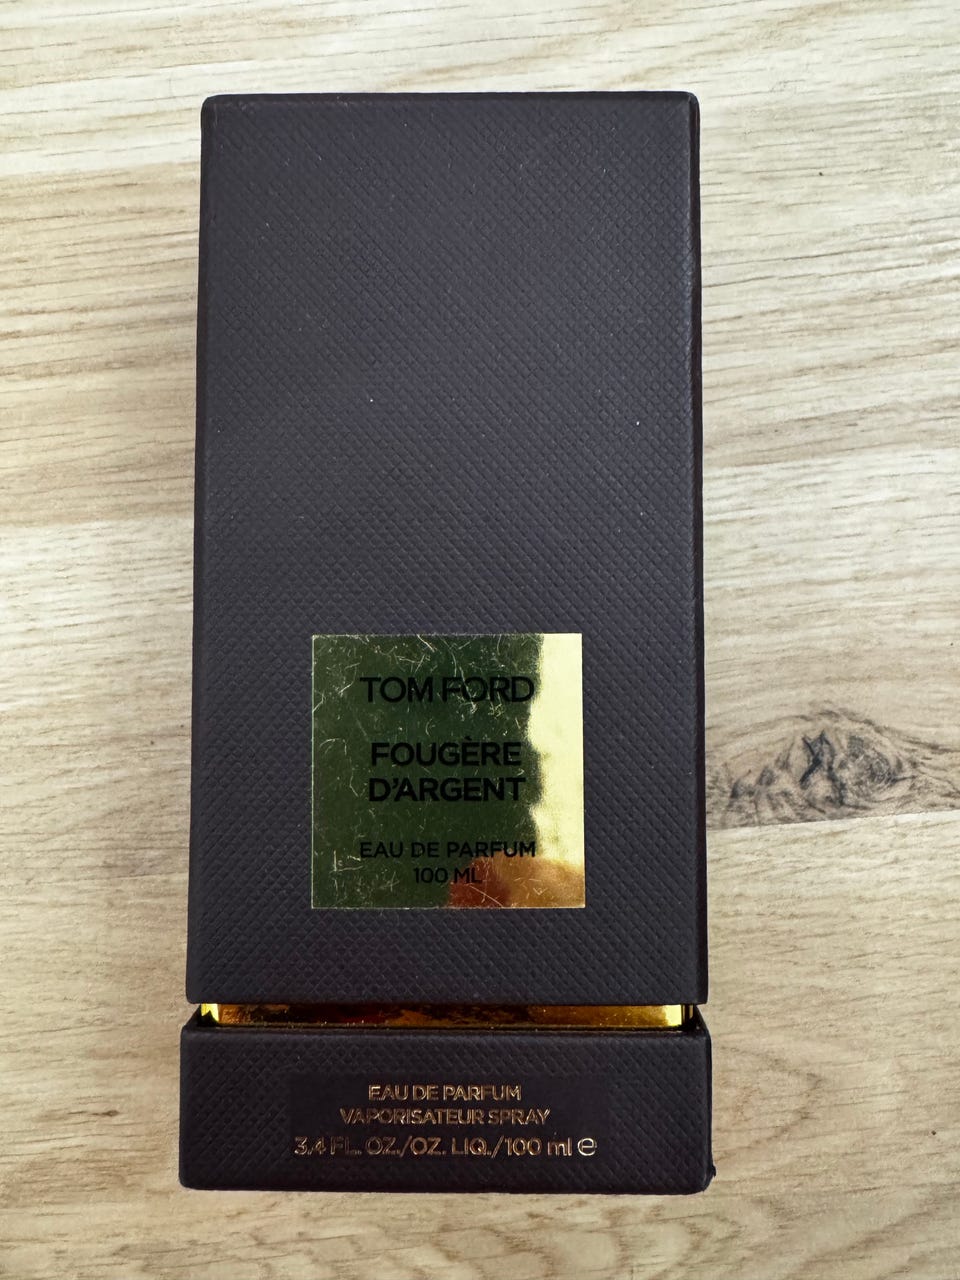 TOM FORD
FOUGÈRE
D'ARGENT
EAU DE PARFUM
100 ML
EAU DE PARFUM
VAPORISATEUR SPRAY
3.4 FL. OZ./OZ. LIQ./100 ml ℮